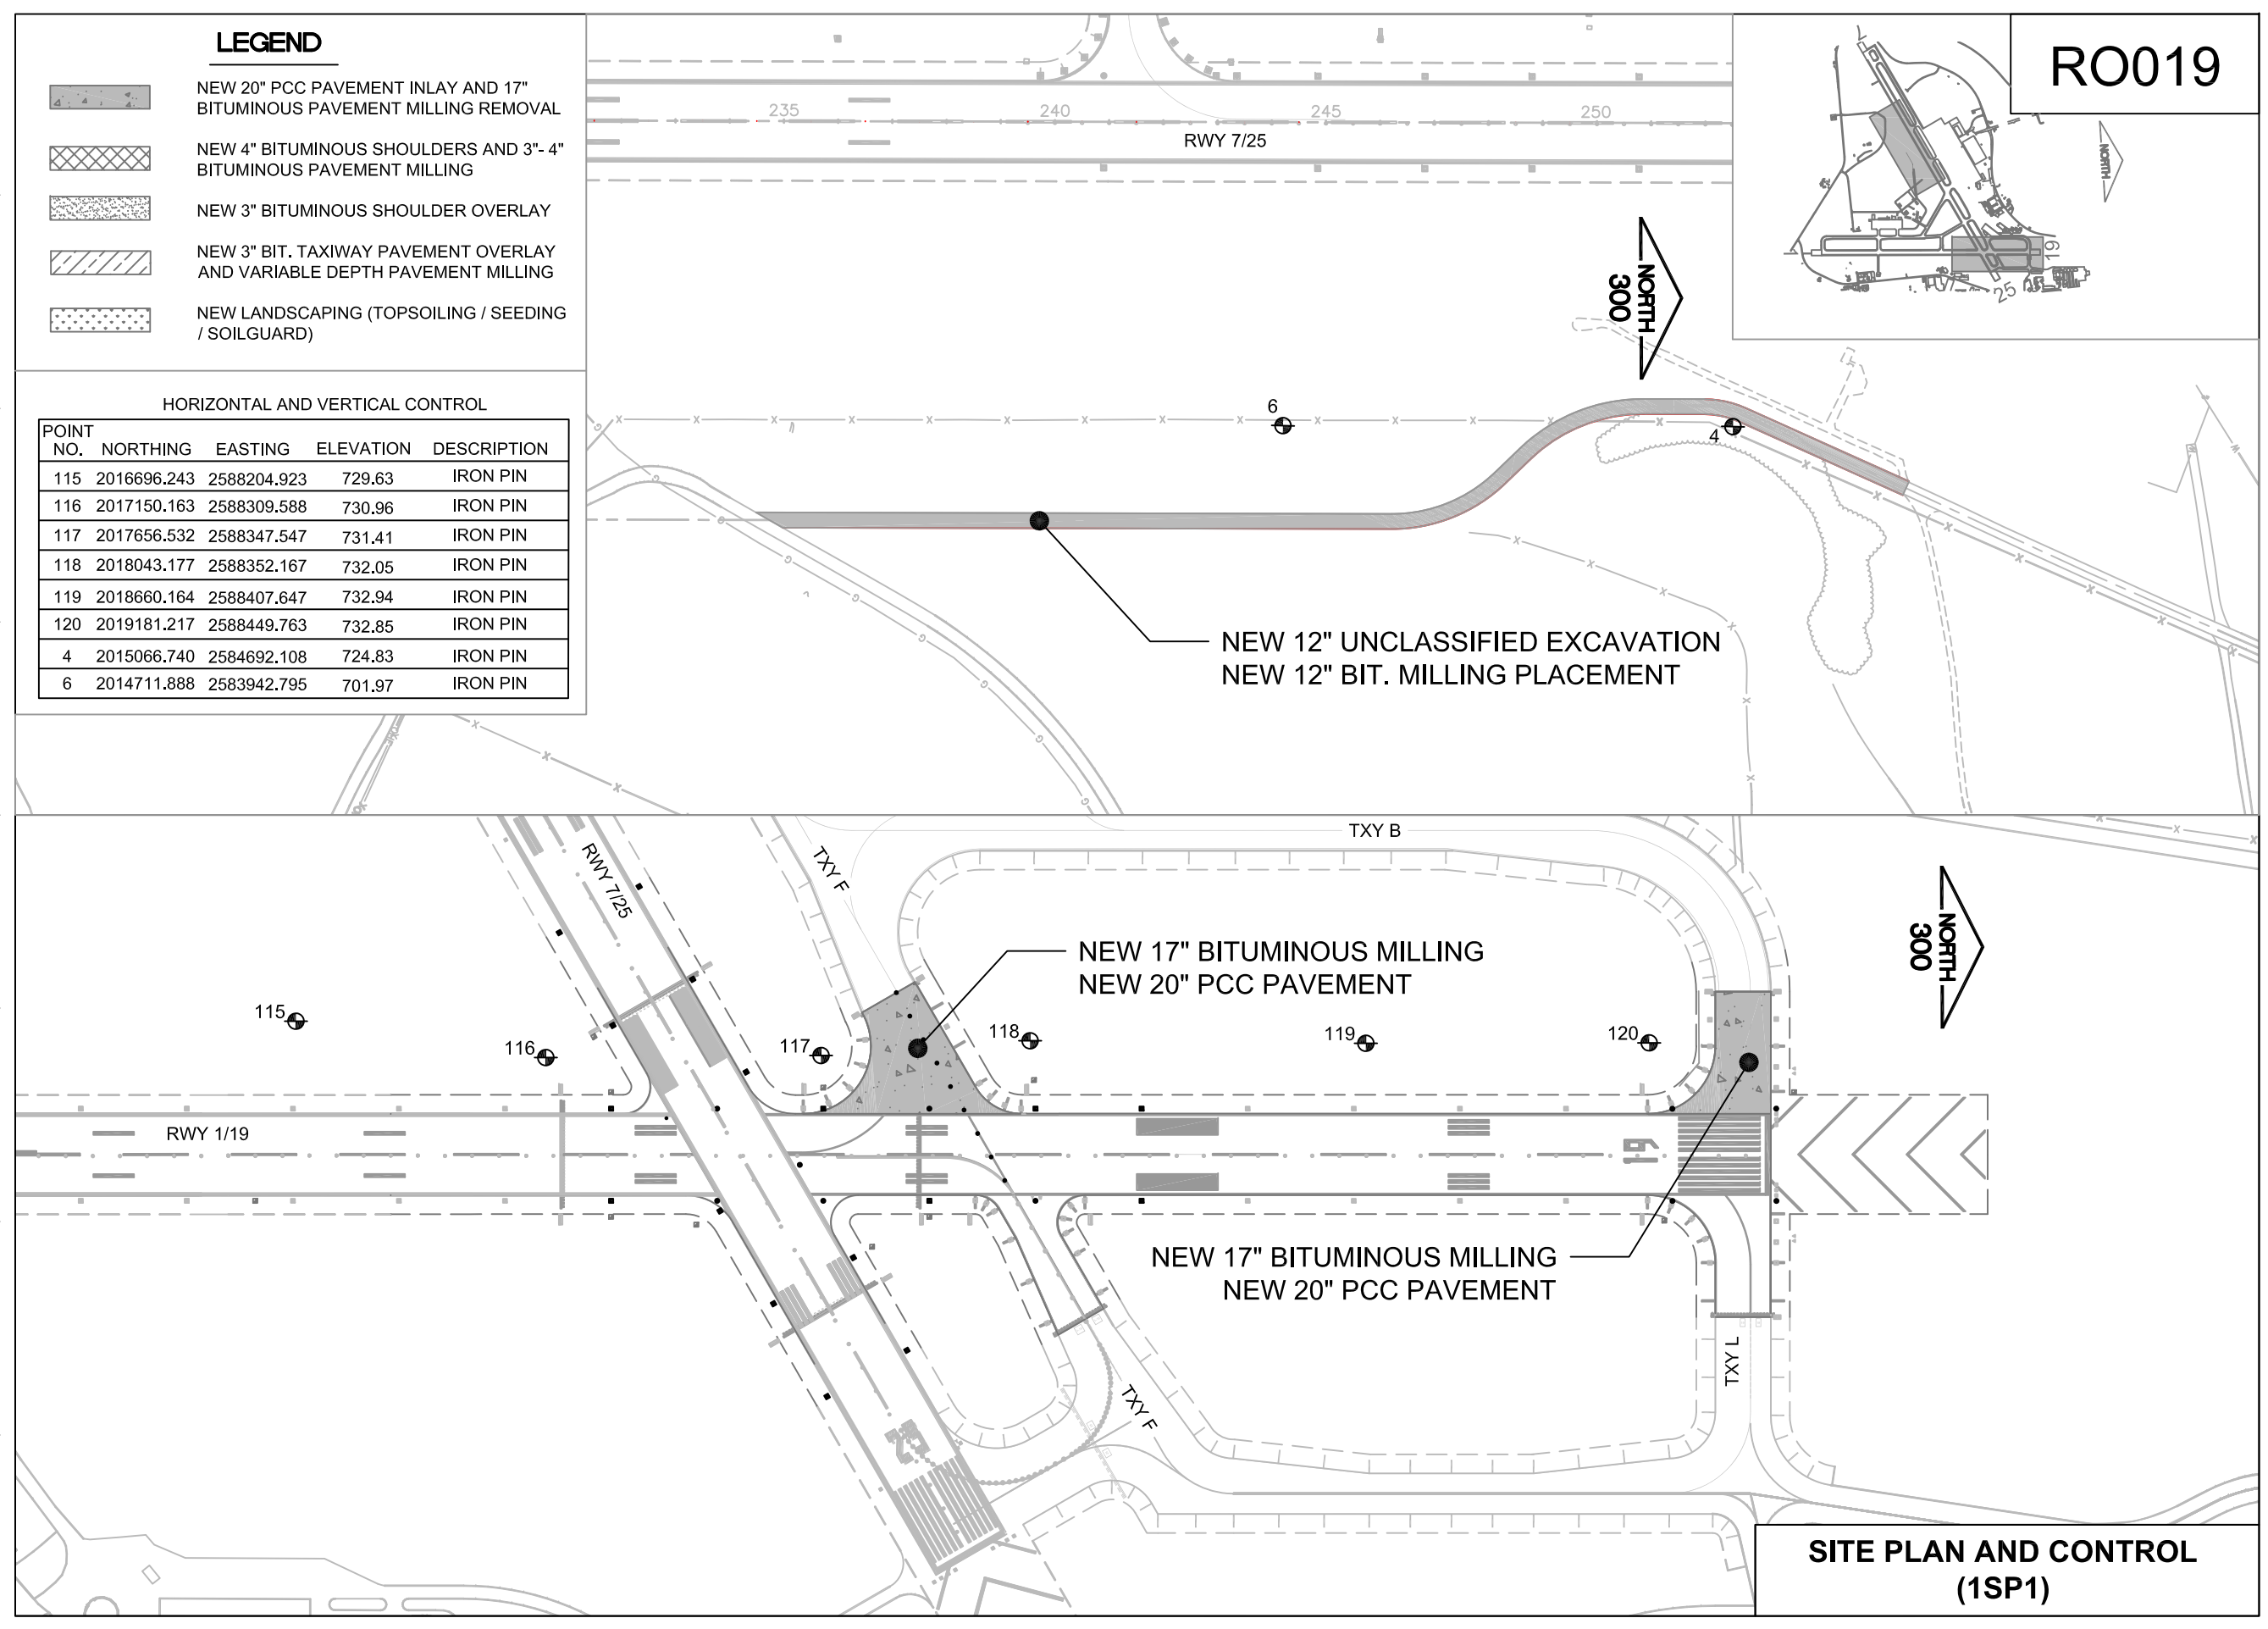 LEGEND
NEW 20" PCC PAVEMENT INLAY AND 17"
BITUMINOUS PAVEMENT MILLING REMOVAL
NEW 4" BITUMINOUS SHOULDERS AND 3"- 4"
BITUMINOUS PAVEMENT MILLING
NEW 3" BITUMINOUS SHOULDER OVERLAY
NEW 3" BIT. TAXIWAY PAVEMENT OVERLAY
AND VARIABLE DEPTH PAVEMENT MILLING
NEW LANDSCAPING (TOPSOILING / SEEDING
/ SOILGUARD)
HORIZONTAL AND VERTICAL CONTROL
POINT
NO. NORTHING EASTING ELEVATION DESCRIPTION
115 2016696.243 2588204.923 729.63 IRON PIN
116 2017150.163 2588309.588 730.96 IRON PIN
117 2017656.532 2588347.547 731.41 IRON PIN
118 2018043.177 2588352.167 732.05 IRON PIN
119 2018660.164 2588407.647 732.94 IRON PIN
120 2019181.217 2588449.763 732.85 IRON PIN
4 2015066.740 2584692.108 724.83 IRON PIN
6 2014711.888 2583942.795 701.97 IRON PIN
235 240 245 250
RWY 7/25
RO019
NORTH
7
1
19
25
NORTH
300
6
4
NEW 12" UNCLASSIFIED EXCAVATION
NEW 12" BIT. MILLING PLACEMENT
TXY B
RWY 7/25
TXY F
NORTH
300
NEW 17" BITUMINOUS MILLING
NEW 20" PCC PAVEMENT
115
116
117
118
119
120
RWY 1/19
19
NEW 17" BITUMINOUS MILLING
NEW 20" PCC PAVEMENT
TXY L
TXY F
25
SITE PLAN AND CONTROL
(1SP1)